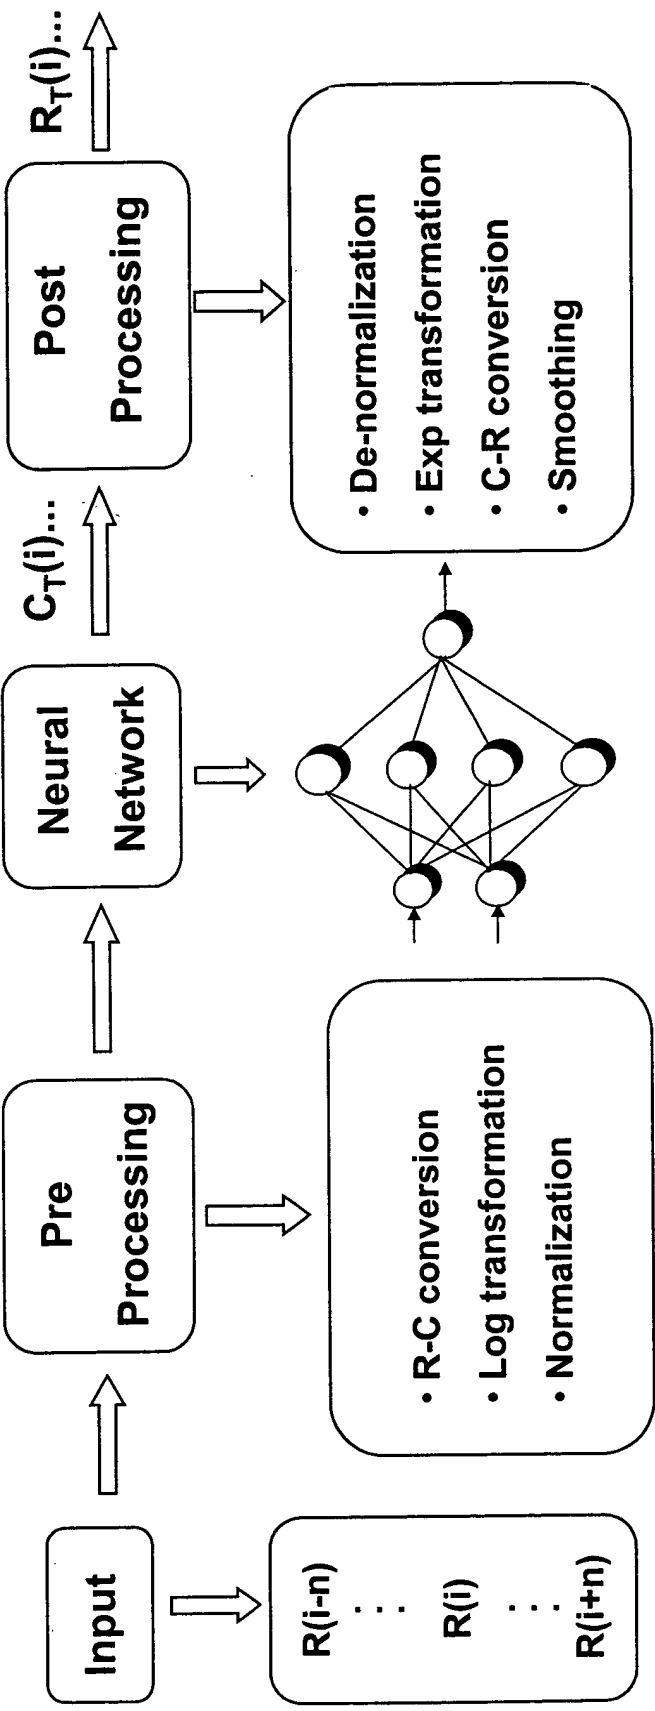 Input
Pre
Processing
Neural
Network
C_T(i)...
Post
Processing
R_T(i)...
R(i-n)
...
R(i)
...
R(i+n)
• R-C conversion
• Log transformation
• Normalization
• De-normalization
• Exp transformation
• C-R conversion
• Smoothing